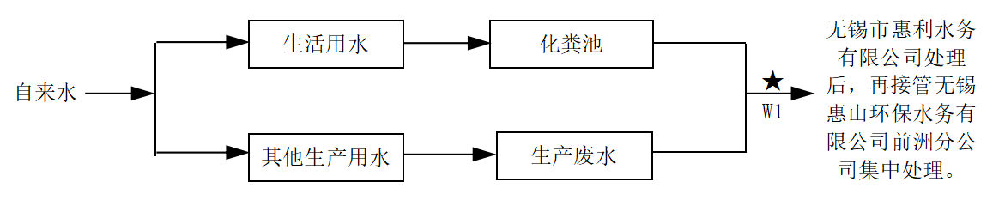 自来水
生活用水
化粪池
其他生产用水
生产废水
★
W1
无锡市惠利水务
有限公司处理
后，再接管无锡
惠山环保水务有
限公司前洲分公
司集中处理。